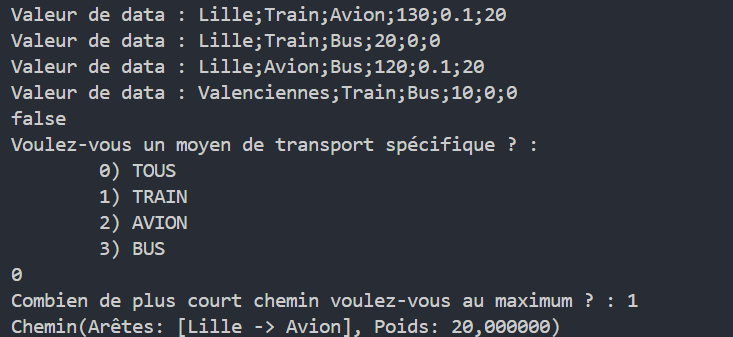 Valeur de data : Lille;Train;Avion;130;0.1;20
Valeur de data : Lille;Train;Bus;20;0;0
Valeur de data : Lille;Avion;Bus;120;0.1;20
Valeur de data : Valenciennes;Train;Bus;10;0;0
false
Voulez-vous un moyen de transport spécifique ? :
0) TOUS
1) TRAIN
2) AVION
3) BUS
0
Combien de plus court chemin voulez-vous au maximum ? : 1
Chemin(Arêtes: [Lille -> Avion], Poids: 20,000000)